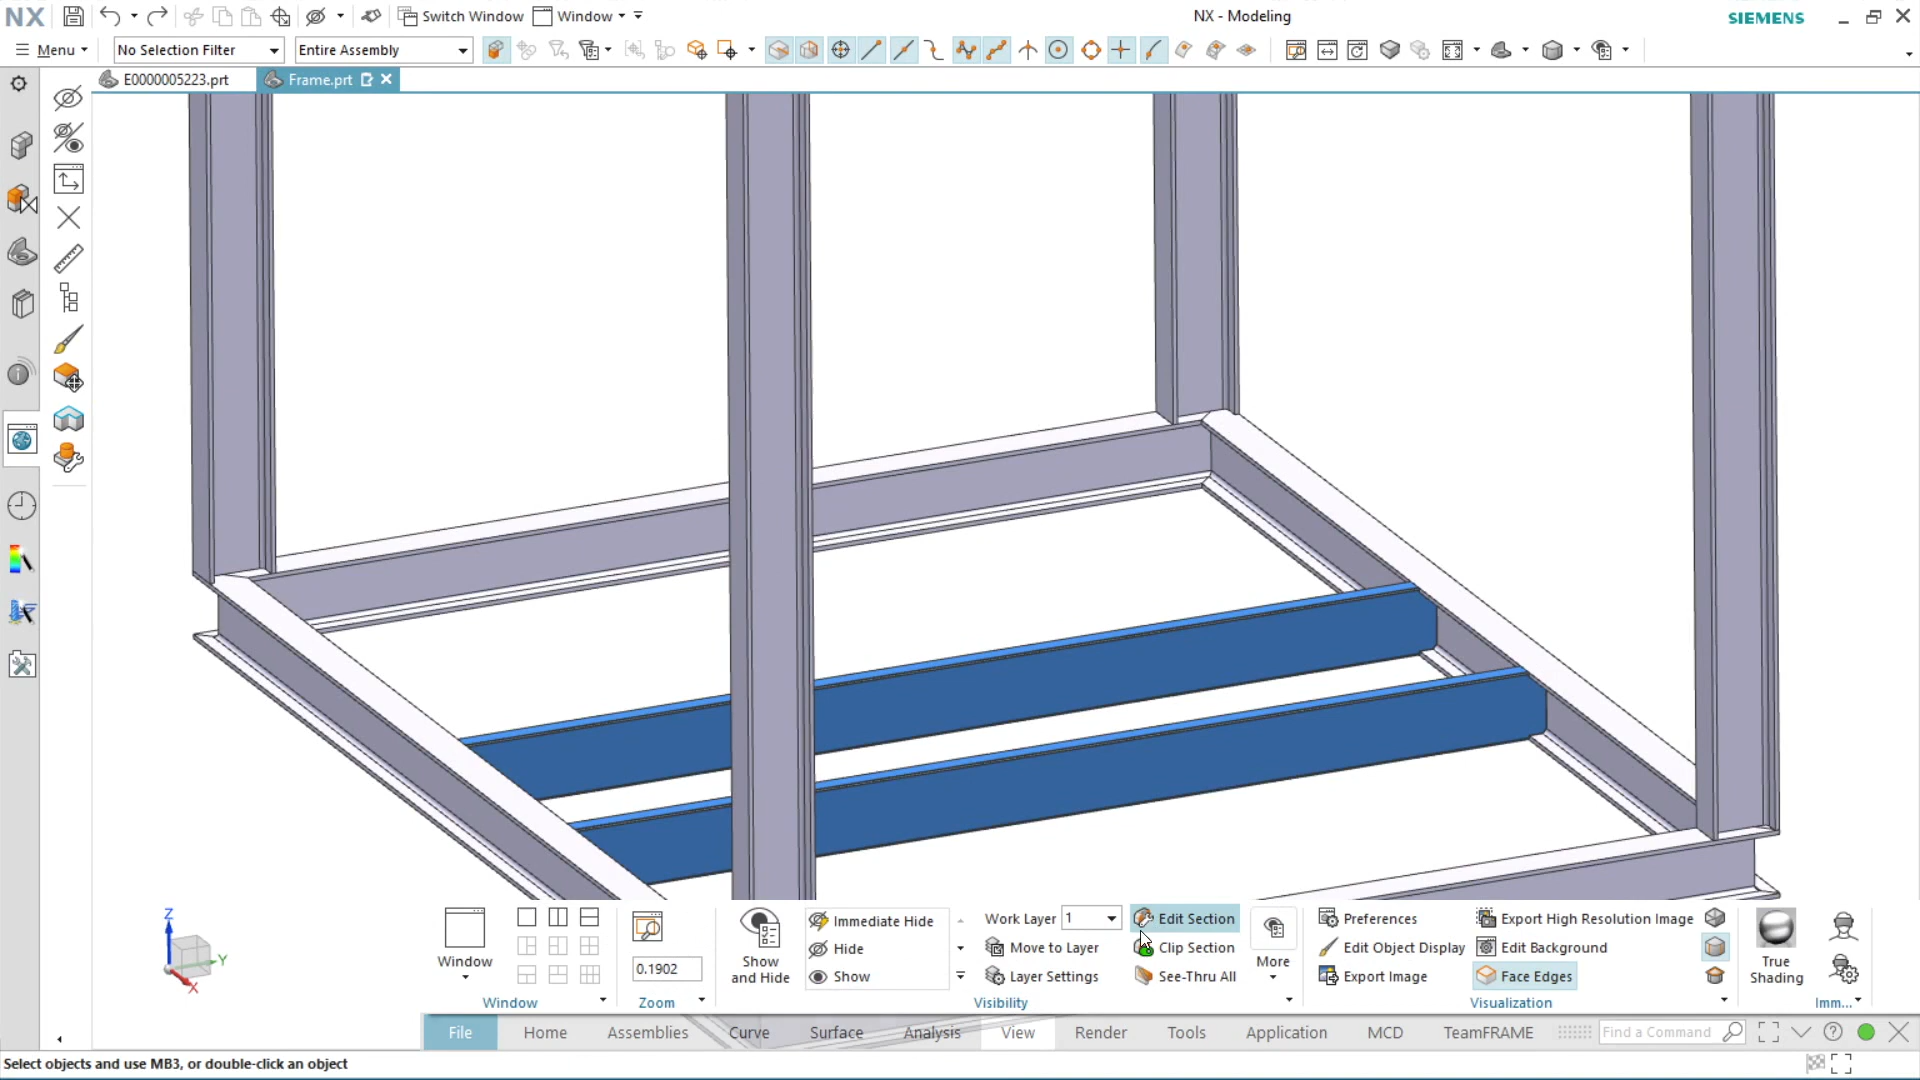 NX Switch Window Window NX - Modeling SIEMENS
Menu No Selection Filter Entire Assembly
E0000005223.prt Frame.prt
Z
Y
X
Window
Window
0.1902
Zoom
Show and Hide
Immediate Hide
Hide
Show
Work Layer 1
Move to Layer
Layer Settings
Edit Section
Clip Section
See-Thru All
More
Visibility
Preferences
Edit Object Display
Export Image
Export High Resolution Image
Edit Background
Face Edges
Visualization
True Shading
Imm...
File Home Assemblies Curve Surface Analysis View Render Tools Application MCD TeamFRAME Find a Command
Select objects and use MB3, or double-click an object